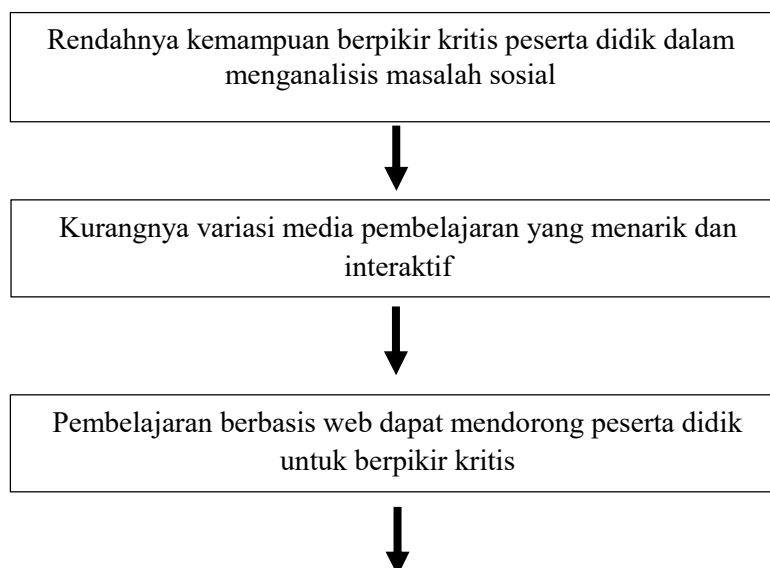 Rendahnya kemampuan berpikir kritis peserta didik dalam
menganalisis masalah sosial
Kurangnya variasi media pembelajaran yang menarik dan
interaktif
Pembelajaran berbasis web dapat mendorong peserta didik
untuk berpikir kritis